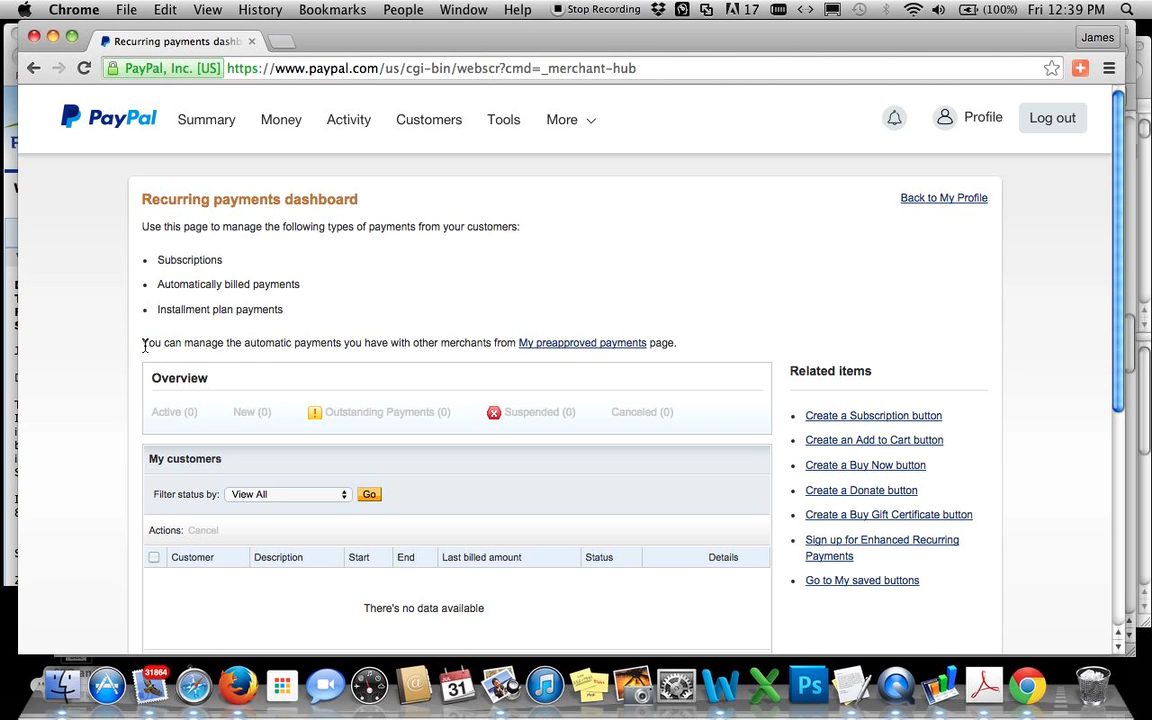 Chrome File Edit View History Bookmarks People Window Help Stop Recording 17 (100%) Fri 12:39 PM
Recurring payments dashb James
PayPal, Inc. [US] https://www.paypal.com/us/cgi-bin/webscr?cmd=_merchant-hub
PayPal Summary Money Activity Customers Tools More Profile Log out
Recurring payments dashboard Back to My Profile
Use this page to manage the following types of payments from your customers:
Subscriptions
Automatically billed payments
Installment plan payments
You can manage the automatic payments you have with other merchants from My preapproved payments page.
Overview
Active (0) New (0) Outstanding Payments (0) Suspended (0) Canceled (0)
My customers
Filter status by: View All Go
Actions: Cancel
Customer Description Start End Last billed amount Status Details
There's no data available
Related items
Create a Subscription button
Create an Add to Cart button
Create a Buy Now button
Create a Donate button
Create a Buy Gift Certificate button
Sign up for Enhanced Recurring
Payments
Go to My saved buttons
31864
31
Ps